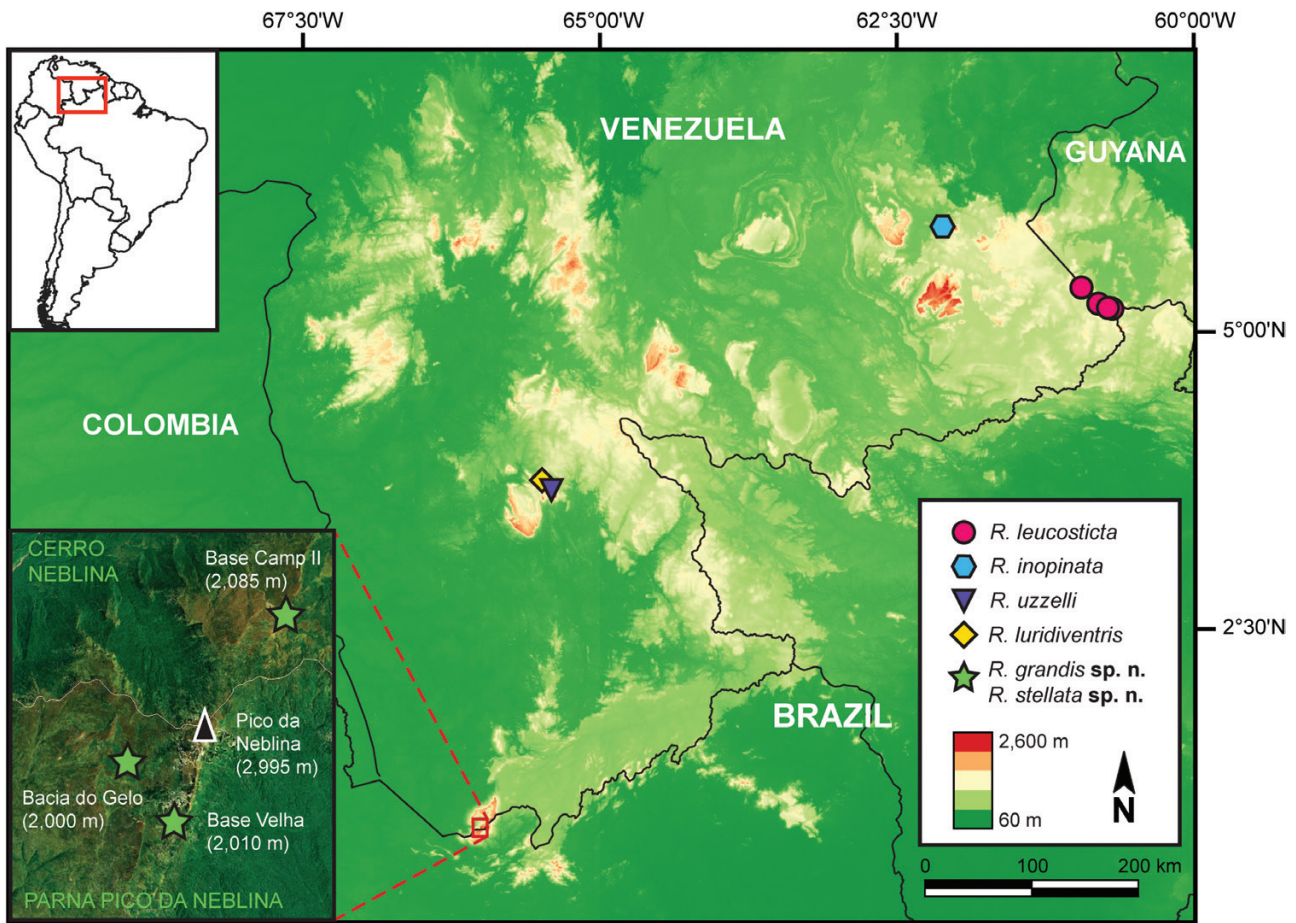 67°30'W
65°00'W
62°30'W
60°00'W
VENEZUELA
GUYANA
5°00'N
COLOMBIA
2°30'N
BRAZIL
CERRO
NEBLINA
Base Camp II
(2,085 m)
Pico da
Neblina
(2,995 m)
Bacia do Gelo
(2,000 m)
Base Velha
(2,010 m)
PARNA PICO DA NEBLINA
R. leucosticta
R. inopinata
R. uzzelli
R. luridiventris
R. grandis sp. n.
R. stellata sp. n.
2,600 m
60 m
N
0 100 200 km